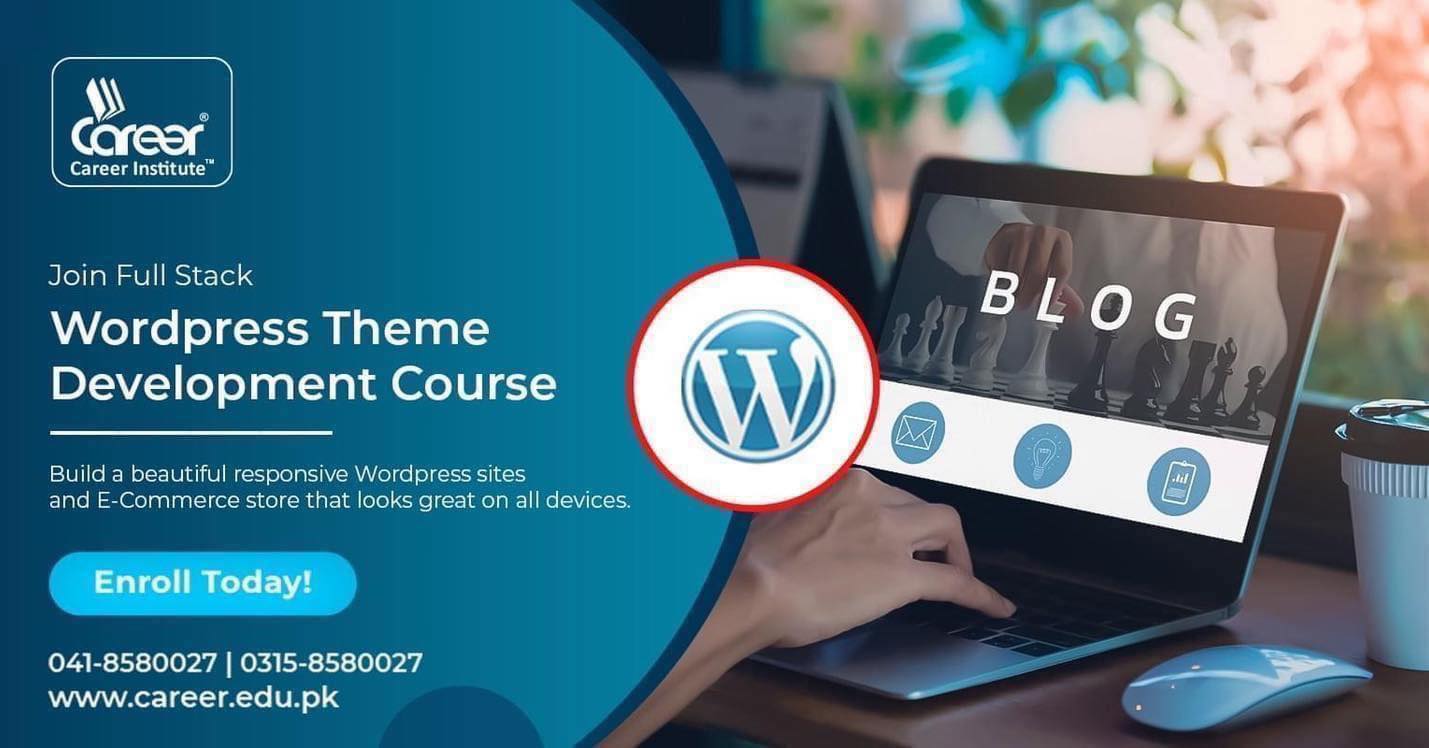 Career®
Career Institute™
Join Full Stack
Wordpress Theme
Development Course
Build a beautiful responsive Wordpress sites
and E-Commerce store that looks great on all devices.
Enroll Today!
041-8580027 | 0315-8580027
www.career.edu.pk
W
BLOG